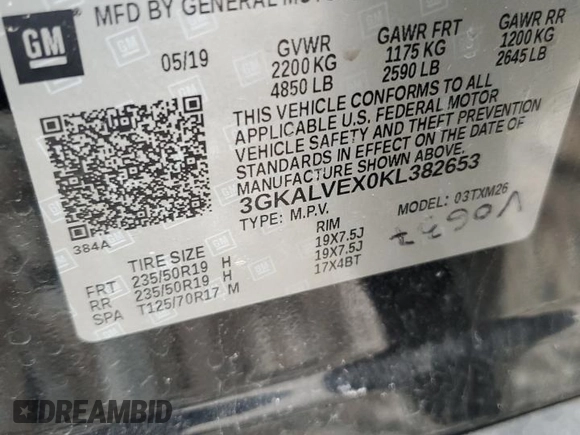 MFD BY GENERAL MOTO
GM
05/19
GVWR
2200 KG
4850 LB
GAWR FRT
1175 KG
2590 LB
GAWR RR
1200 KG
2645 LB
THIS VEHICLE CONFORMS TO ALL
APPLICABLE U.S. FEDERAL MOTOR
VEHICLE SAFETY AND THEFT PREVENTION
STANDARDS IN EFFECT ON THE DATE OF
MANUFACTURE SHOWN ABOVE.
3GKALVEX0KL382653
TYPE: M.P.V.
MODEL: 03TXM26
384A
TIRE SIZE RIM
FRT 235/50R19 H 19X7.5J
RR 235/50R19 H 19X7.5J
SPA T125/70R17 M 17X4BT
DREAMBID